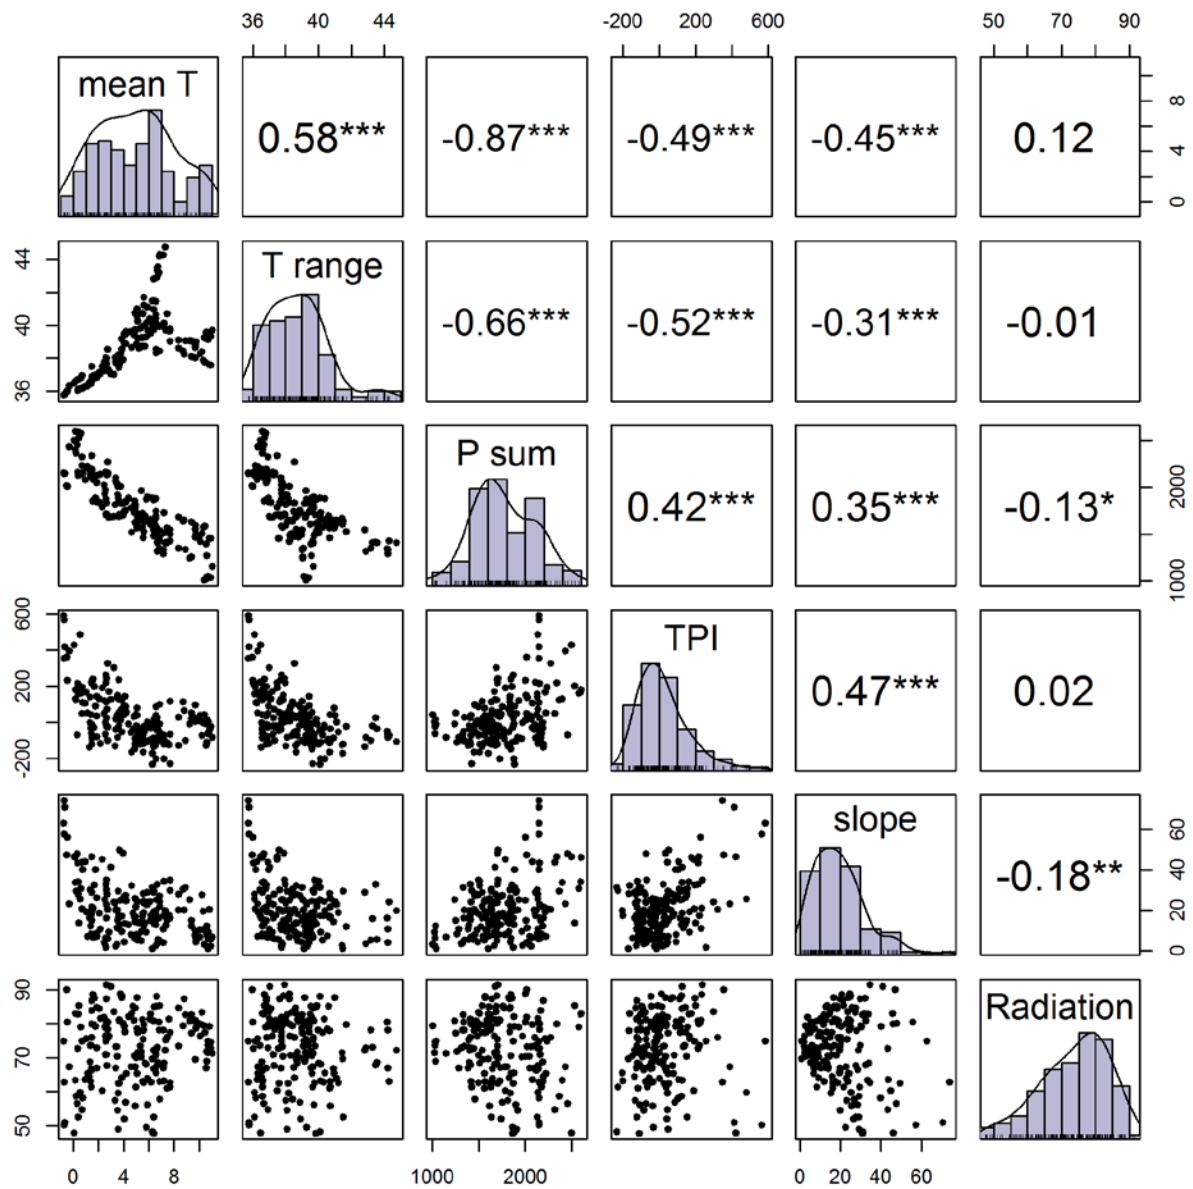 36 40 44 -200 200 600 50 70 90
mean T 0.58*** -0.87*** -0.49*** -0.45*** 0.12
8
4
0
44
40
36
T range -0.66*** -0.52*** -0.31*** -0.01
P sum 0.42*** 0.35*** -0.13*
2000
1000
600
200
-200
TPI 0.47*** 0.02
slope -0.18**
60
40
20
0
90
70
50
Radiation
0 4 8 1000 2000 0 20 40 60